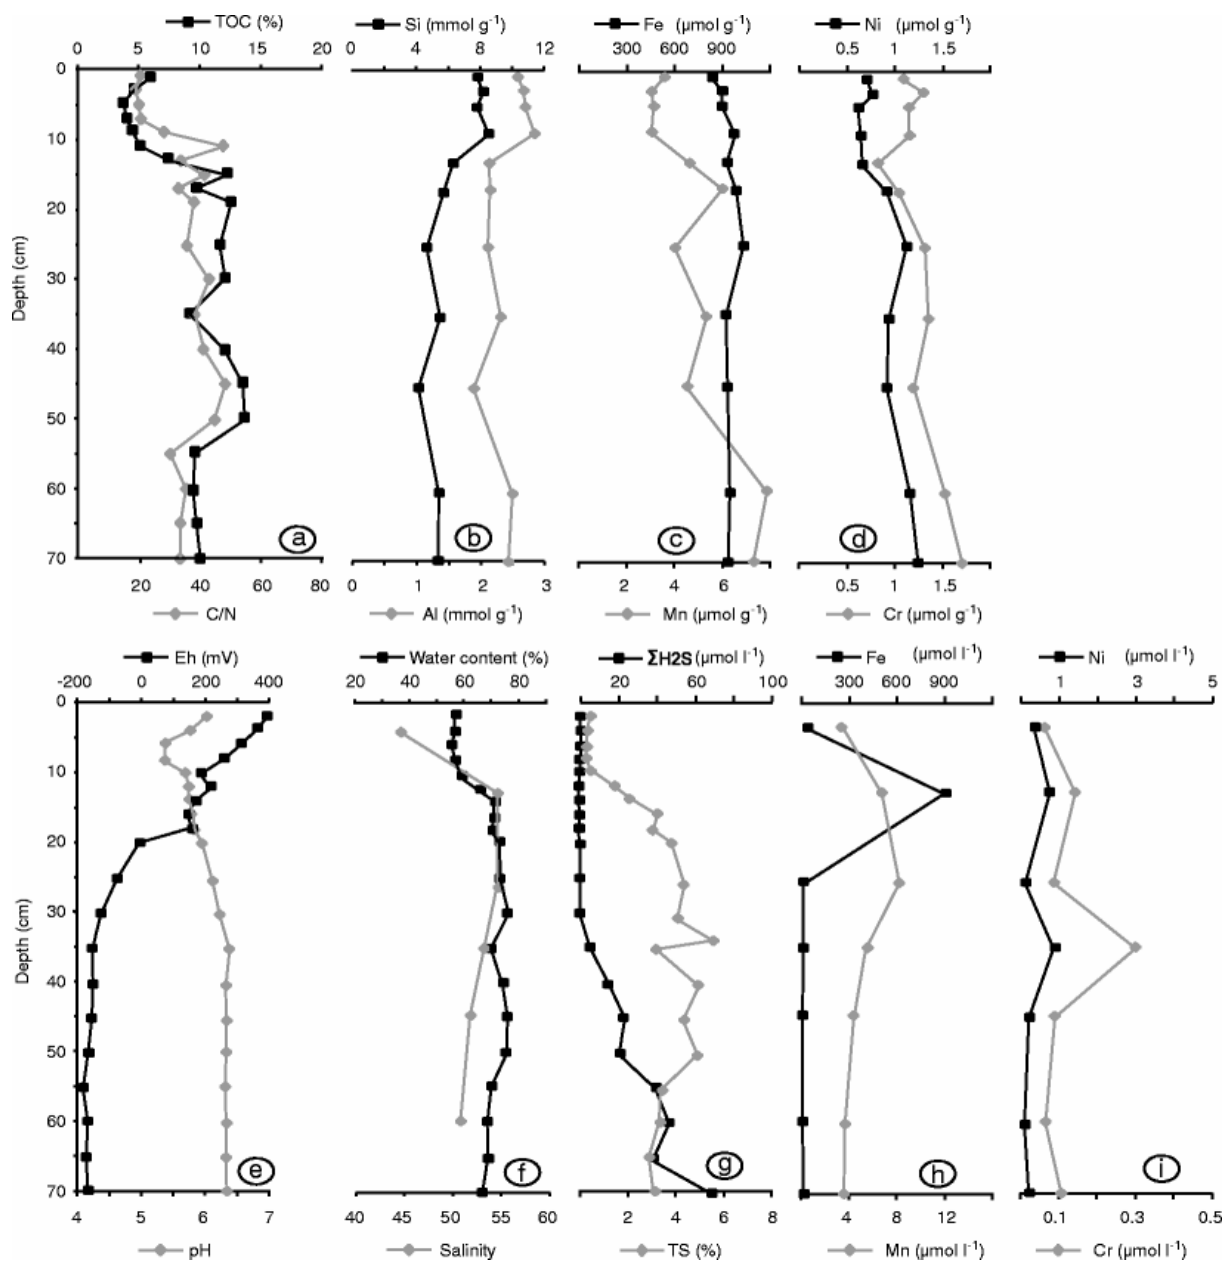 TOC (%) Si (mmol g-1) Fe (μmol g-1) Ni (μmol g-1)
0 5 10 15 20 0 4 8 12 300 600 900 0.5 1 1.5
0
10
20
30
40
50
60
70
Depth (cm)
a b c d
20 40 60 80 0 1 2 3 2 4 6 0.5 1 1.5
C/N Al (mmol g-1) Mn (μmol g-1) Cr (μmol g-1)
Eh (mV) Water content (%) ΣH2S (μmol l-1) Fe (μmol l-1) Ni (μmol l-1)
-200 0 200 400 40 60 80 100 20 40 60 80 100 300 600 900 1 3 5
0
10
20
30
40
50
60
70
Depth (cm)
e f g h i
4 5 6 7 40 45 50 55 60 2 4 6 8 4 8 12 0.1 0.3 0.5
pH Salinity TS (%) Mn (μmol l-1) Cr (μmol l-1)